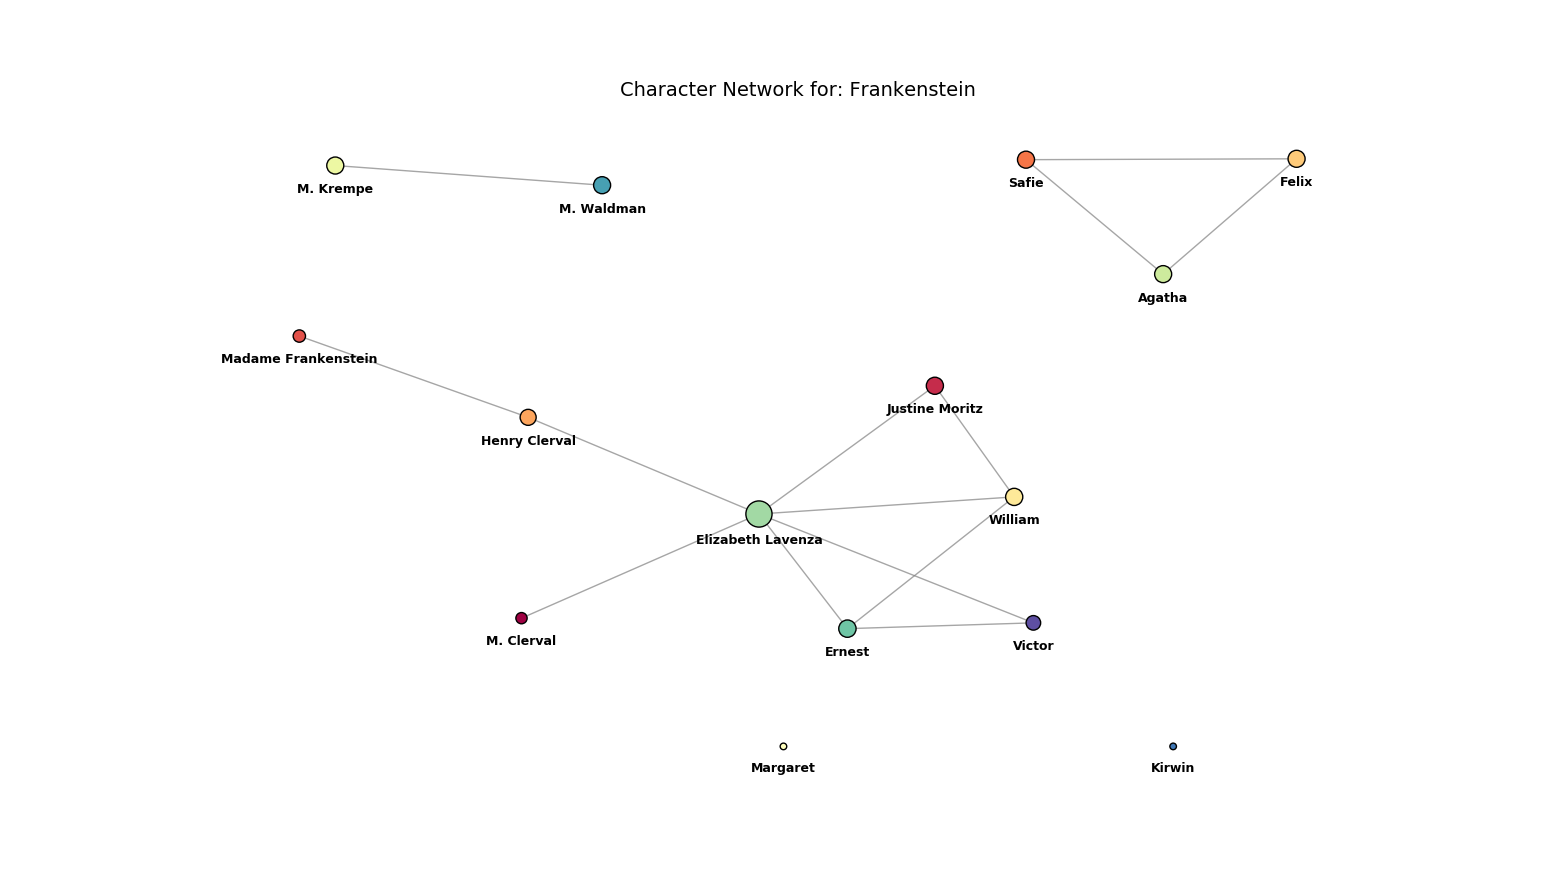 Character Network for: Frankenstein
M. Krempe
M. Waldman
Safie
Felix
Agatha
Madame Frankenstein
Henry Clerval
Justine Moritz
William
Elizabeth Lavenza
M. Clerval
Ernest
Victor
Margaret
Kirwin